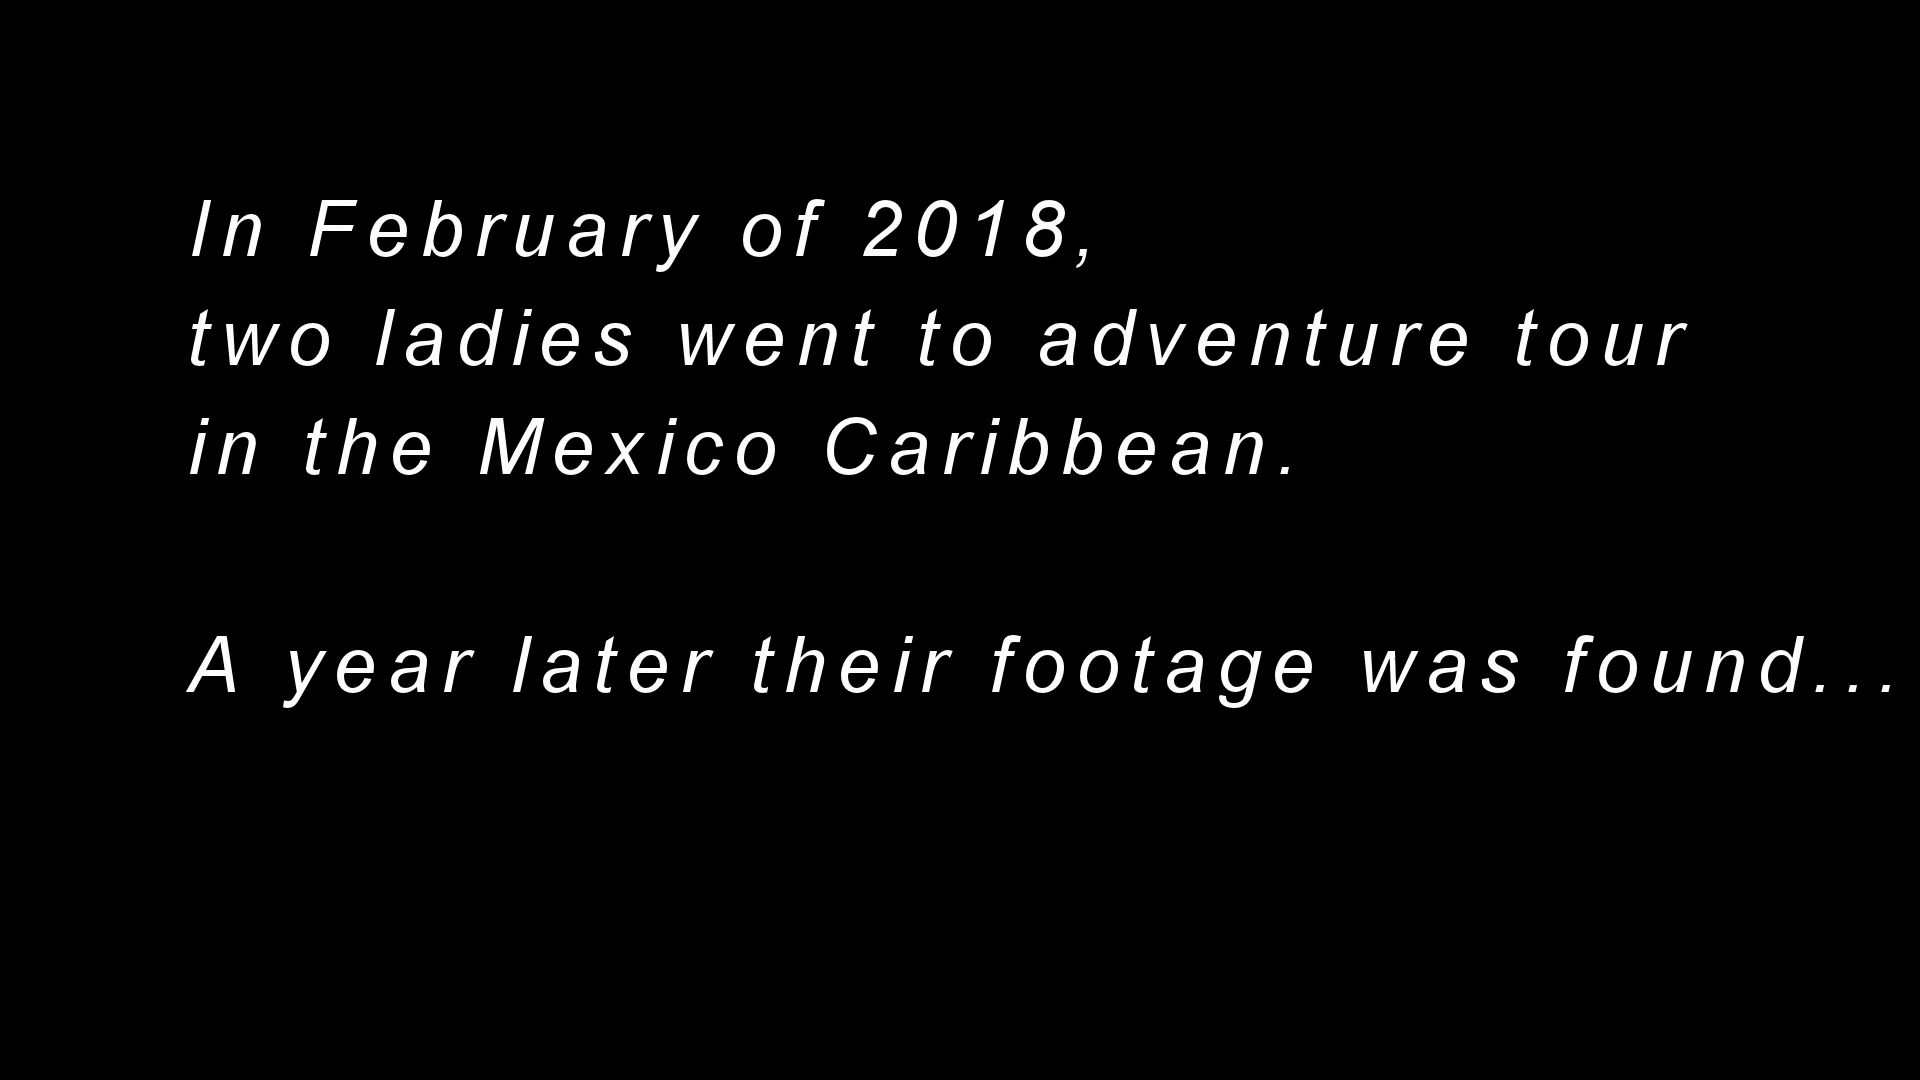 In February of 2018,
two ladies went to adventure tour
in the Mexico Caribbean.
A year later their footage was found...